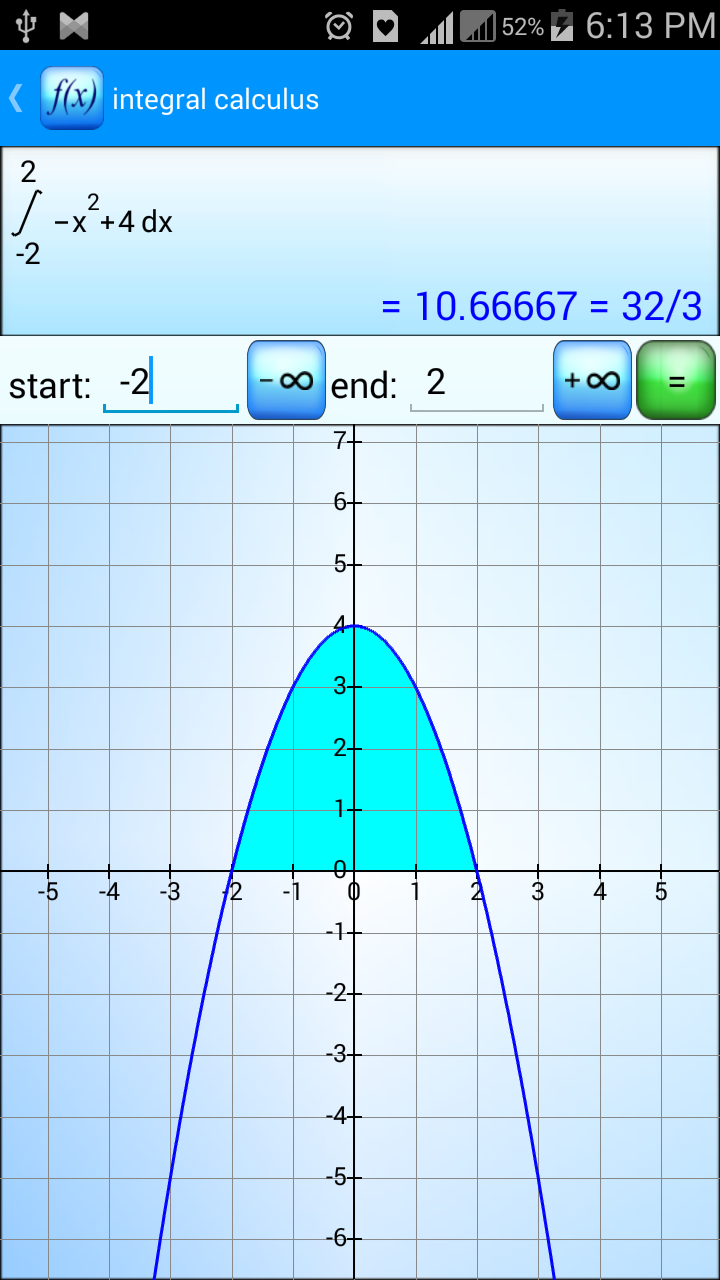 52% 6:13 PM
f(x) integral calculus
2
∫ −x²+4 dx
-2
= 10.66667 = 32/3
start: -2 −∞ end: 2 +∞ =
7
6
5
4
3
2
1
0
-5 -4 -3 -2 -1 0 1 2 3 4 5
-1
-2
-3
-4
-5
-6